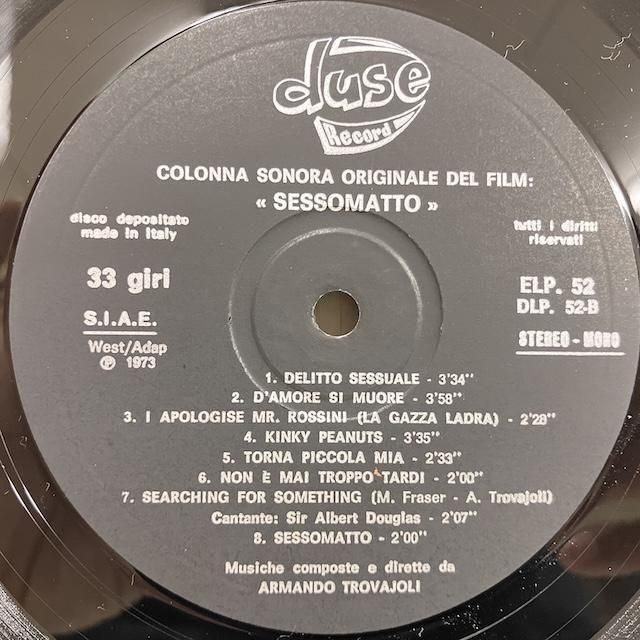 duse
Record
COLONNA SONORA ORIGINALE DEL FILM:
« SESSOMATTO »
disco depositato
made in Italy
tutti i diritti
riservati
33 giri
ELP. 52
DLP. 52-B
S.I.A.E.
STEREO - MONO
West/Adap
Ⓟ 1973
1. DELITTO SESSUALE - 3'34''
2. D'AMORE SI MUORE - 3'58''
3. I APOLOGISE MR. ROSSINI (LA GAZZA LADRA) - 2'28''
4. KINKY PEANUTS - 3'35''
5. TORNA PICCOLA MIA - 2'33''
6. NON È MAI TROPPO TARDI - 2'00''
7. SEARCHING FOR SOMETHING (M. Fraser - A. Trovajoli)
Cantante: Sir Albert Douglas - 2'07''
8. SESSOMATTO - 2'00''
Musiche composte e dirette da
ARMANDO TROVAJOLI